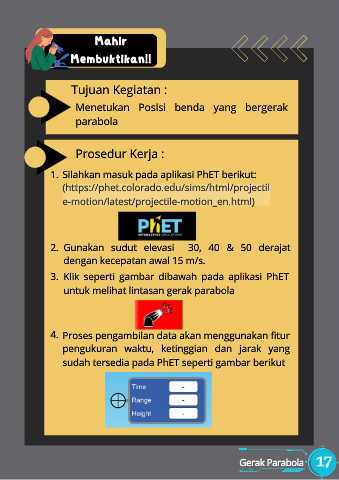 Mahir
Membuktikan!!
Tujuan Kegiatan :
Menetukan Posisi benda yang bergerak
parabola
Prosedur Kerja :
1. Silahkan masuk pada aplikasi PhET berikut:
(https://phet.colorado.edu/sims/html/projectil
e-motion/latest/projectile-motion_en.html)
PhET
INTERACTIVE SIMULATIONS
2. Gunakan sudut elevasi 30, 40 & 50 derajat
dengan kecepatan awal 15 m/s.
3. Klik seperti gambar dibawah pada aplikasi PhET
untuk melihat lintasan gerak parabola
4. Proses pengambilan data akan menggunakan fitur
pengukuran waktu, ketinggian dan jarak yang
sudah tersedia pada PhET seperti gambar berikut
Time -
Range -
Height -
Gerak Parabola 17